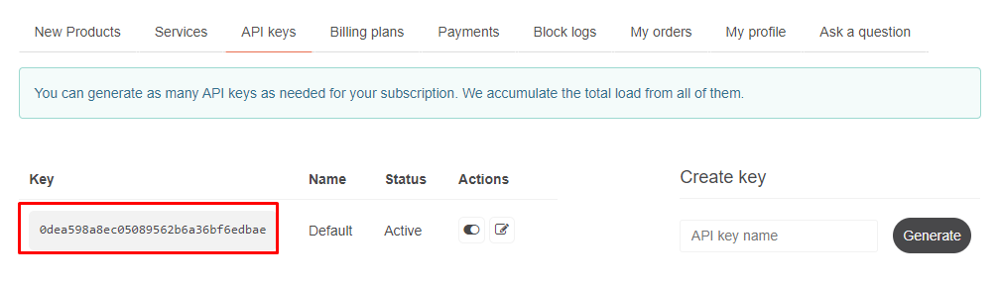 New Products Services API keys Billing plans Payments Block logs My orders My profile Ask a question
You can generate as many API keys as needed for your subscription. We accumulate the total load from all of them.
Key Name Status Actions
0dea598a8ec05089562b6a36bf6edbae Default Active
Create key
API key name Generate